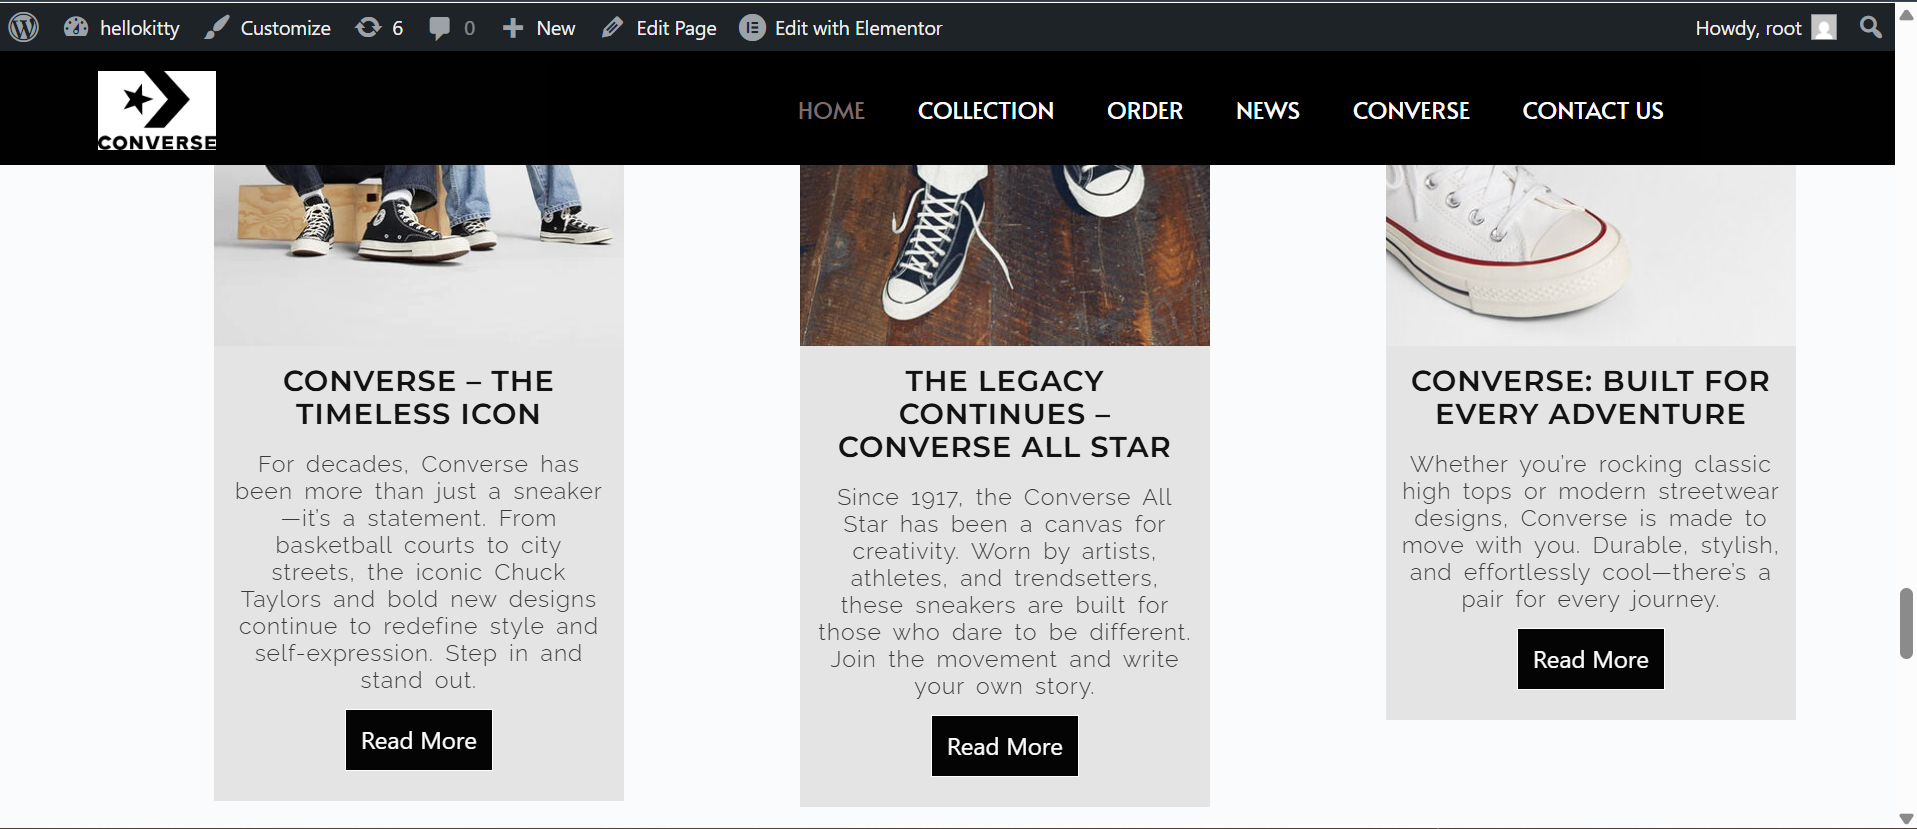 hellokitty Customize 6 0 New Edit Page Edit with Elementor Howdy, root
CONVERSE
HOME COLLECTION ORDER NEWS CONVERSE CONTACT US
CONVERSE – THE
TIMELESS ICON
For decades, Converse has
been more than just a sneaker
—it's a statement. From
basketball courts to city
streets, the iconic Chuck
Taylors and bold new designs
continue to redefine style and
self-expression. Step in and
stand out.
Read More
THE LEGACY
CONTINUES –
CONVERSE ALL STAR
Since 1917, the Converse All
Star has been a canvas for
creativity. Worn by artists,
athletes, and trendsetters,
these sneakers are built for
those who dare to be different.
Join the movement and write
your own story.
Read More
CONVERSE: BUILT FOR
EVERY ADVENTURE
Whether you're rocking classic
high tops or modern streetwear
designs, Converse is made to
move with you. Durable, stylish,
and effortlessly cool—there's a
pair for every journey.
Read More